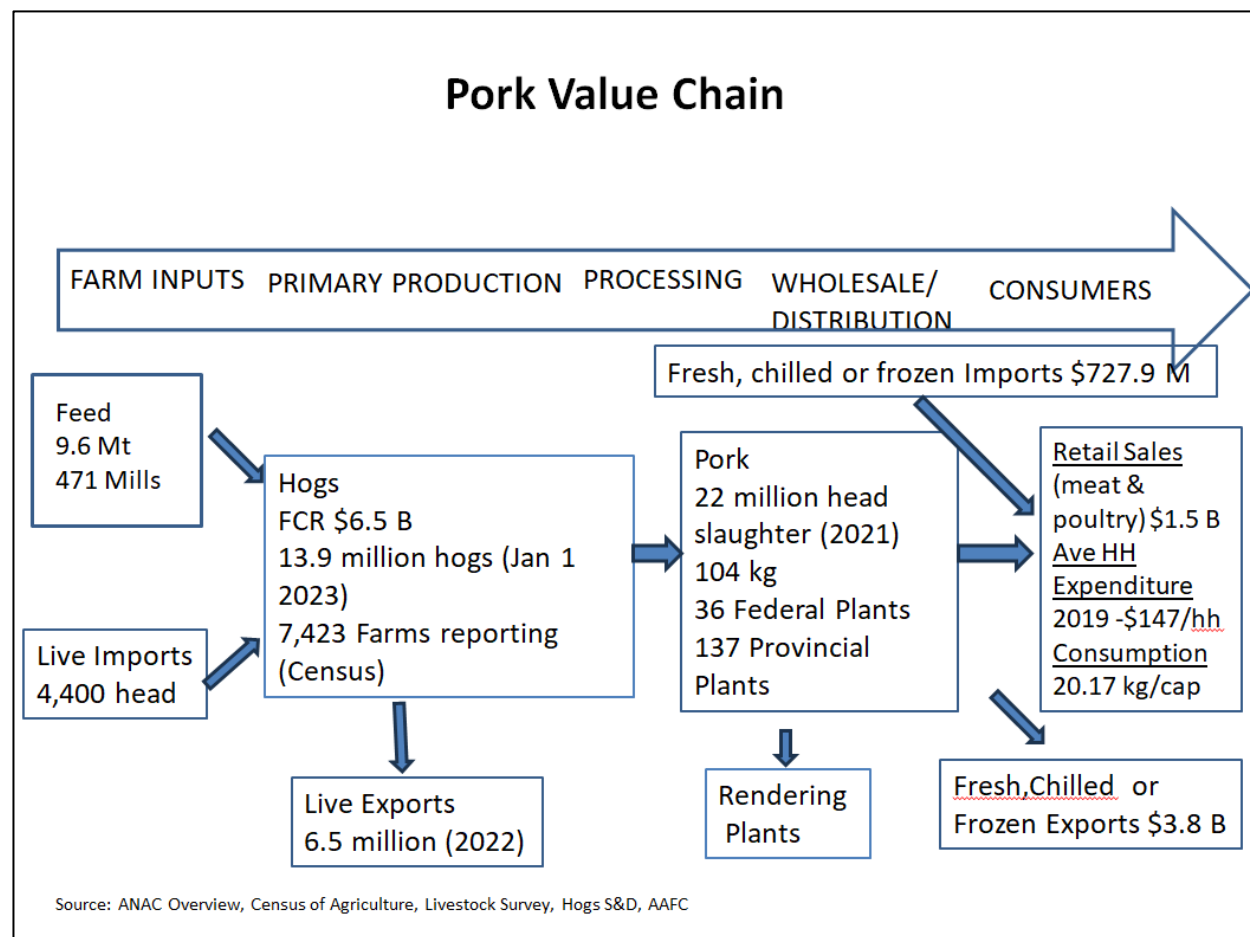 Pork Value Chain
FARM INPUTS
PRIMARY PRODUCTION
PROCESSING
WHOLESALE/
DISTRIBUTION
CONSUMERS
Fresh, chilled or frozen Imports $727.9 M
Feed
9.6 Mt
471 Mills
Live Imports
4,400 head
Hogs
FCR $6.5 B
13.9 million hogs (Jan 1
2023)
7,423 Farms reporting
(Census)
Live Exports
6.5 million (2022)
Pork
22 million head
slaughter (2021)
104 kg
36 Federal Plants
137 Provincial
Plants
Rendering
Plants
Retail Sales
(meat &
poultry) $1.5 B
Ave HH
Expenditure
2019 -$147/hh
Consumption
20.17 kg/cap
Fresh,Chilled or
Frozen Exports $3.8 B
Source: ANAC Overview, Census of Agriculture, Livestock Survey, Hogs S&D, AAFC